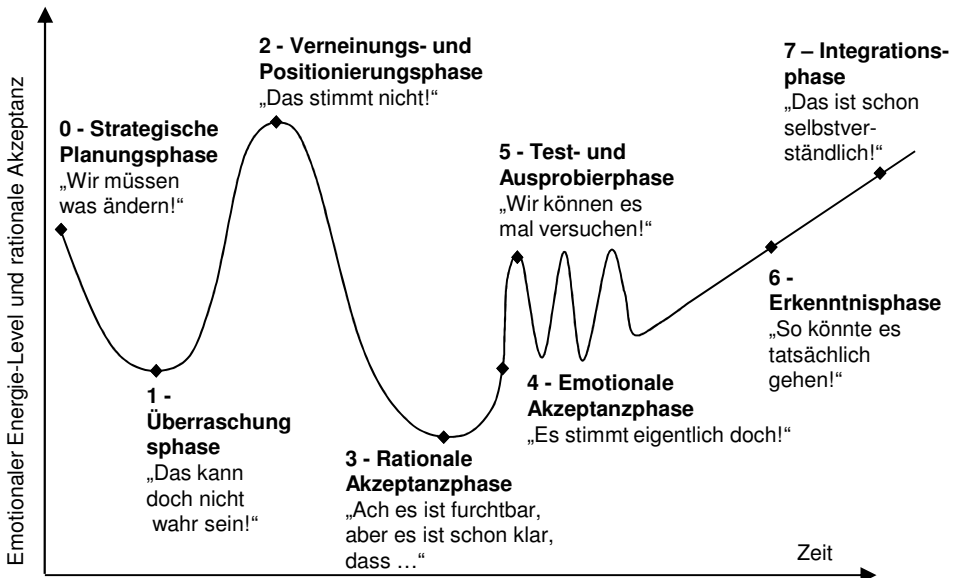 Emotionaler Energie-Level und rationale Akzeptanz
0 - Strategische
Planungsphase
„Wir müssen
was ändern!“
1 -
Überraschung
sphase
„Das kann
doch nicht
wahr sein!“
2 - Verneinungs- und
Positionierungsphase
„Das stimmt nicht!“
3 - Rationale
Akzeptanzphase
„Ach es ist furchtbar,
aber es ist schon klar,
dass …“
4 - Emotionale
Akzeptanzphase
„Es stimmt eigentlich doch!“
5 - Test- und
Ausprobierphase
„Wir können es
mal versuchen!“
6 -
Erkenntnisphase
„So könnte es
tatsächlich
gehen!“
7 – Integrations-
phase
„Das ist schon
selbstver-
ständlich!“
Zeit